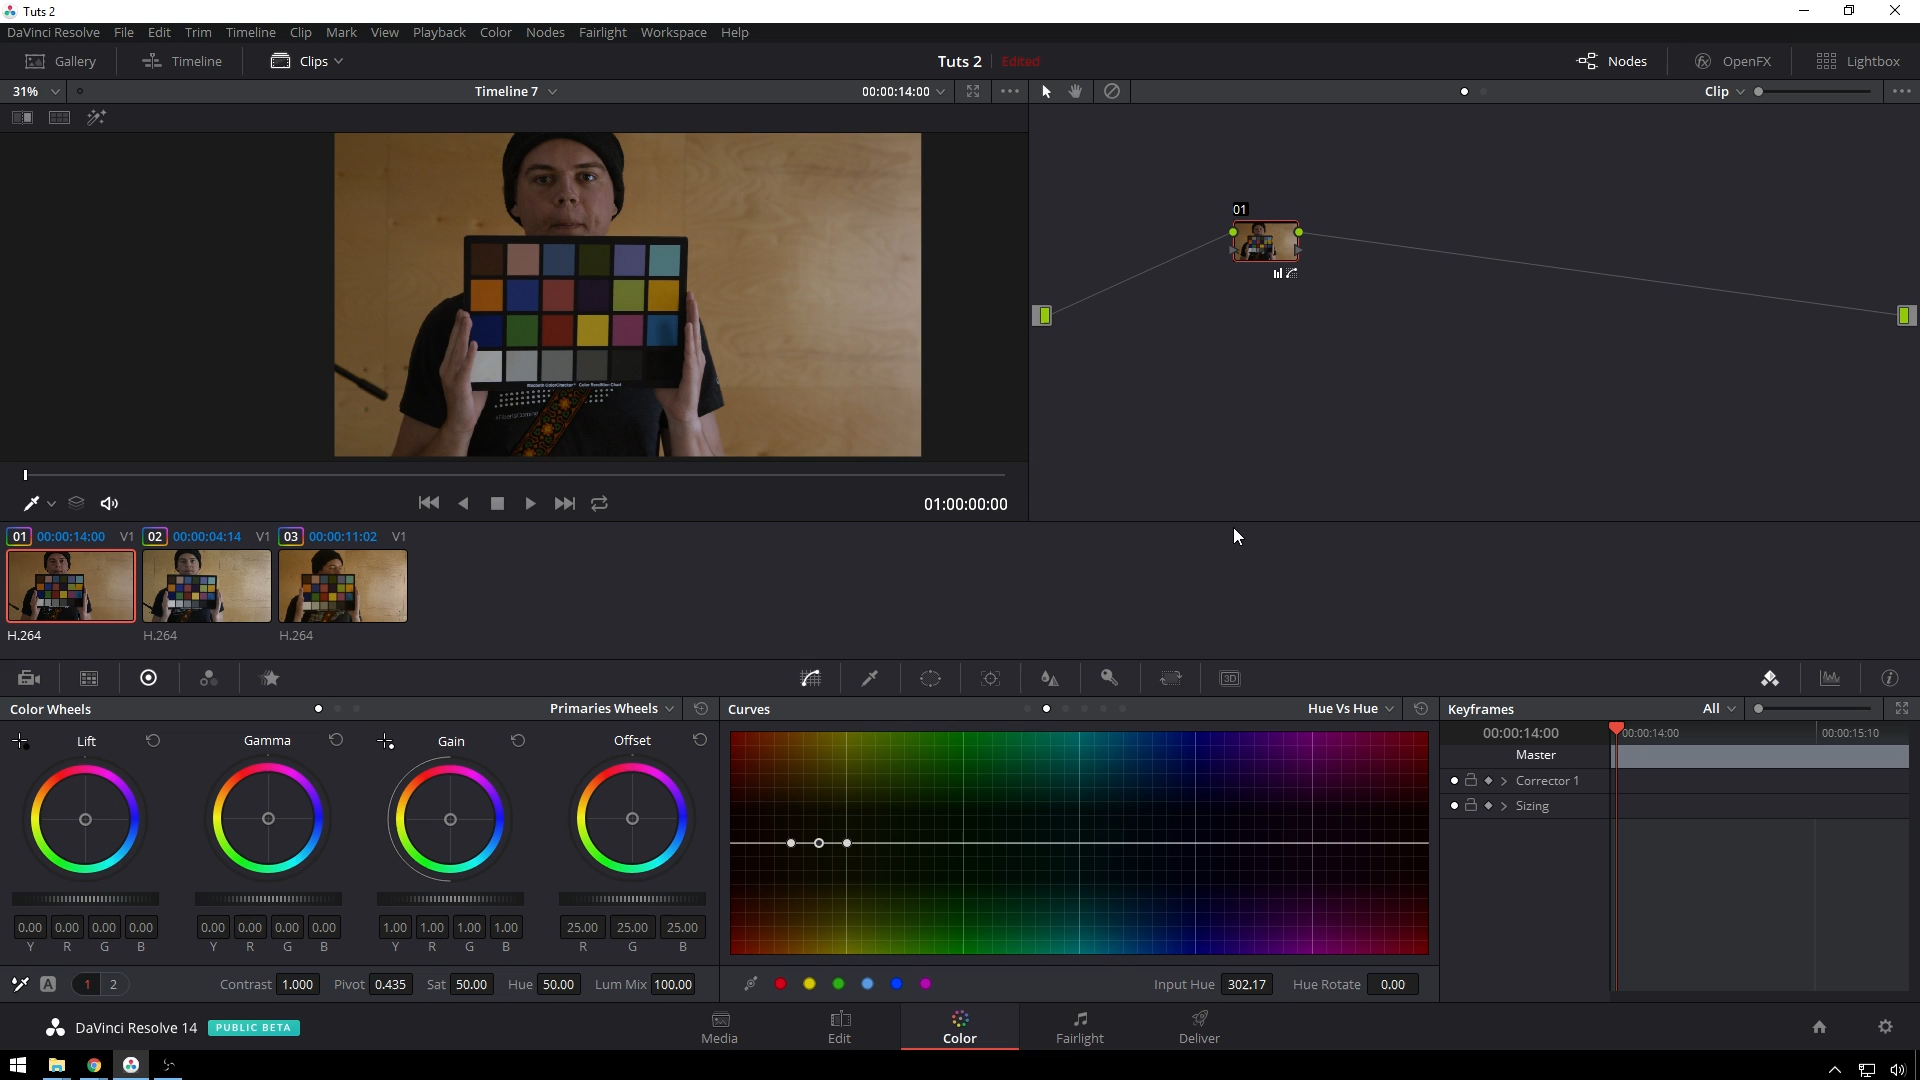 Tuts 2
DaVinci Resolve File Edit Trim Timeline Clip Mark View Playback Color Nodes Fairlight Workspace Help
Gallery Timeline Clips Tuts 2 Edited Nodes OpenFX Lightbox
31% Timeline 7 00:00:14:00 Clip
01
Macbeth ColorChecker® Color Rendition Chart
01:00:00:00
01 00:00:14:00 V1 02 00:00:04:14 V1 03 00:00:11:02 V1
H.264 H.264 H.264
3D
Color Wheels Primaries Wheels Curves Hue Vs Hue Keyframes All
00:00:14:00 00:00:14:00 00:00:15:10
Lift Gamma Gain Offset
Master
Corrector 1
Sizing
0.00 0.00 0.00 0.00 0.00 0.00 0.00 0.00 1.00 1.00 1.00 1.00 25.00 25.00 25.00
Y R G B Y R G B Y R G B R G B
A 1 2 Contrast 1.000 Pivot 0.435 Sat 50.00 Hue 50.00 Lum Mix 100.00 Input Hue 302.17 Hue Rotate 0.00
DaVinci Resolve 14 PUBLIC BETA Media Edit Color Fairlight Deliver